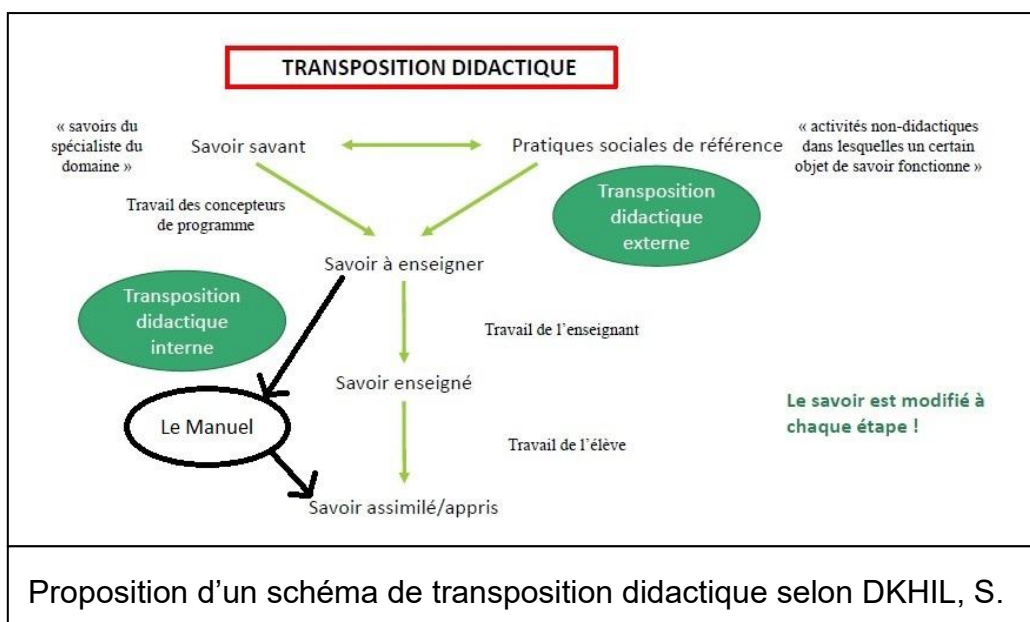 TRANSPOSITION DIDACTIQUE
« savoirs du
spécialiste du
domaine »
Savoir savant
Pratiques sociales de référence
« activités non-didactiques
dans lesquelles un certain
objet de savoir fonctionne »
Travail des concepteurs
de programme
Transposition
didactique
externe
Savoir à enseigner
Transposition
didactique
interne
Travail de l’enseignant
Savoir enseigné
Le Manuel
Le savoir est modifié à
chaque étape !
Travail de l’élève
Savoir assimilé/appris
Proposition d’un schéma de transposition didactique selon DKHIL, S.